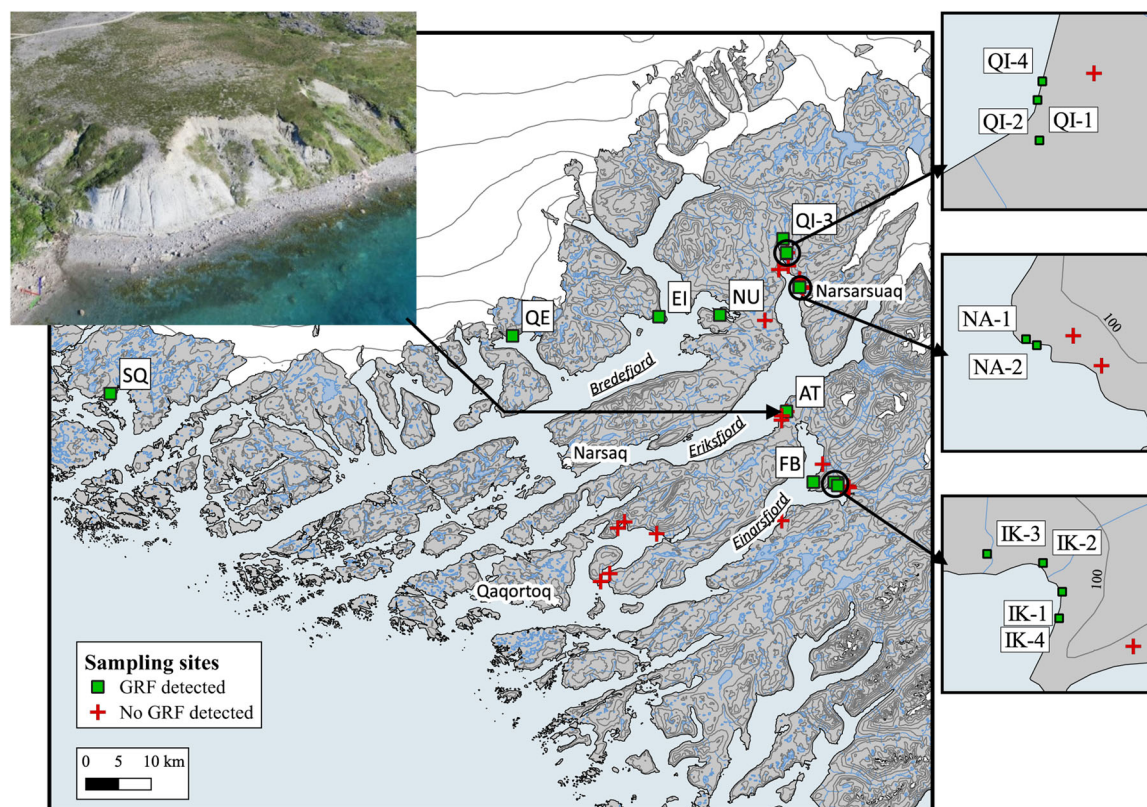 QI-4
QI-2
QI-1
QI-3
EI
NU
Narsarsuaq
QE
SQ
Bredefjord
AT
Narsaq
Eriksfjord
FB
Einarsfjord
Qaqortoq
NA-1
100
NA-2
IK-3
IK-2
100
IK-1
IK-4
Sampling sites
GRF detected
No GRF detected
0 5 10 km